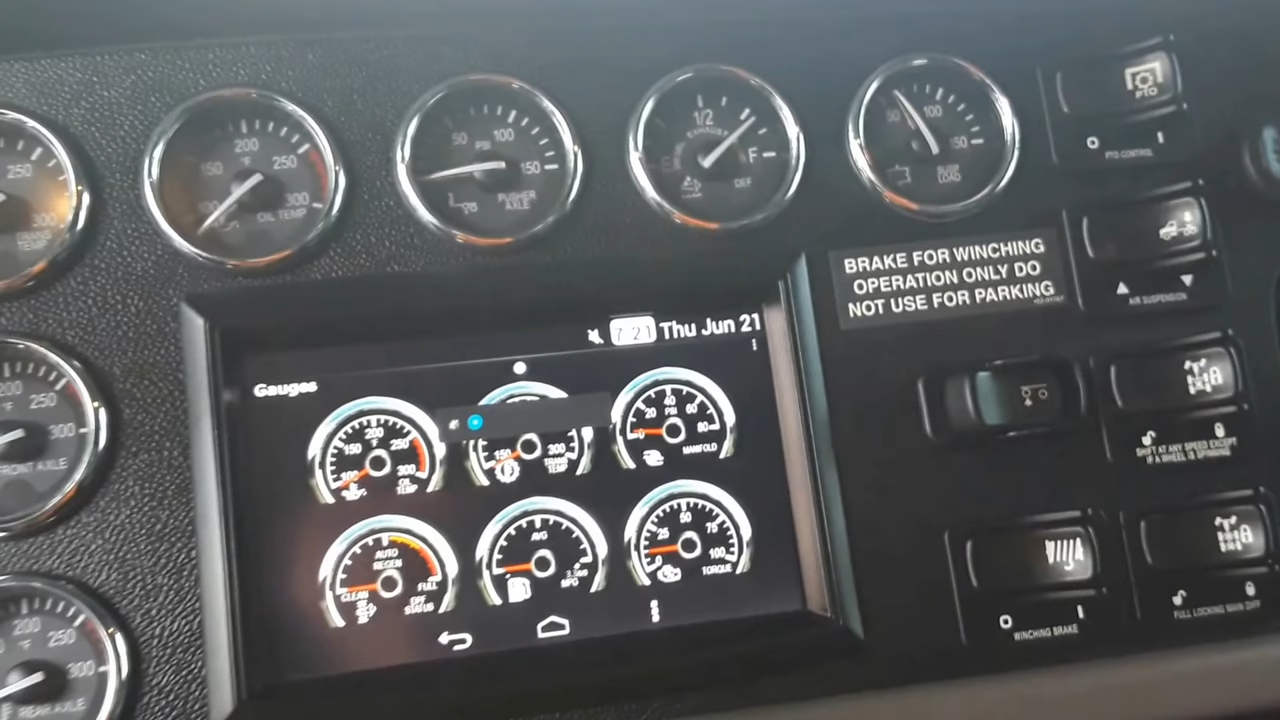 250
300
150
200
250
300
OIL TEMP
50
PSI
100
150
PUSHER
AXLE
1/2
EXHAUST
F
DEF
50
100
150
LOAD
PTO
O I
PTO CONTROL
BRAKE FOR WINCHING
OPERATION ONLY DO
NOT USE FOR PARKING
AIR SUSPENSION
7:21 Thu Jun 21
Gauges
100
150
200
°F
250
300
OIL
TEMP
150
300
TRANS
TEMP
0
20
40
PSI
60
80
MANIFOLD
SHIFT AT ANY SPEED EXCEPT
IF A WHEEL IS SPINNING
AUTO
REGEN
CLEAN
FULL
DPF
STATUS
AVG
MPG
0
25
50
75
100
TORQUE
O I
WINCHING BRAKE
FULL LOCKING MAIN DIFF
200
°F
250
300
FRONT AXLE
200
°F
250
300
REAR AXLE